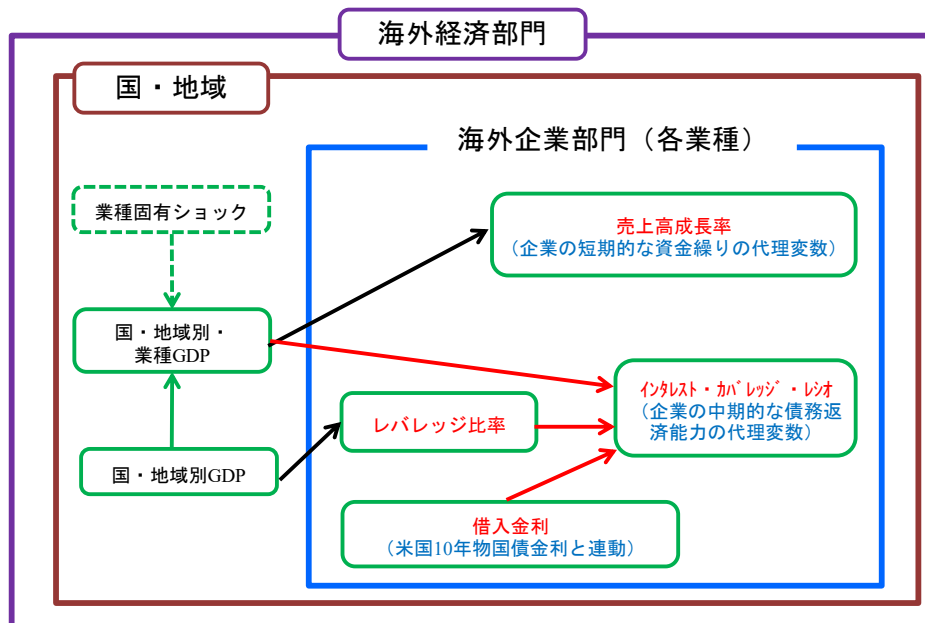 海外経済部門
国・地域
海外企業部門（各業種）
業種固有ショック
売上高成長率
（企業の短期的な資金繰りの代理変数）
国・地域別・
業種GDP
ｲﾝﾀﾚｽﾄ・ｶﾊﾞﾚｯｼﾞ・ﾚｼｵ
（企業の中期的な債務返
済能力の代理変数）
レバレッジ比率
国・地域別GDP
借入金利
（米国10年物国債金利と連動）